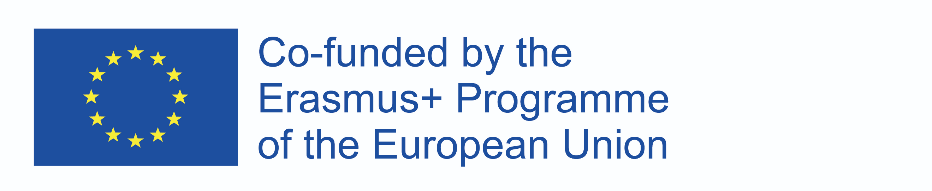 Co-funded by the
Erasmus+ Programme
of the European Union